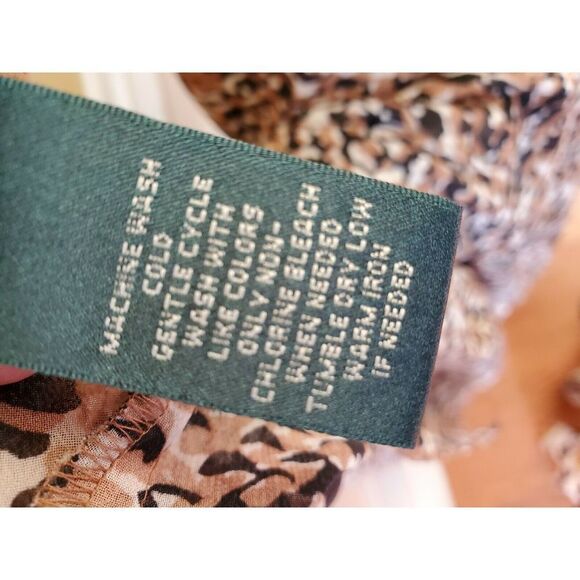 MACHINE WASH
COLD
GENTLE CYCLE
WASH WITH
LIKE COLORS
ONLY NON-
CHLORINE BLEACH
WHEN NEEDED
TUMBLE DRY LOW
WARM IRON
IF NEEDED